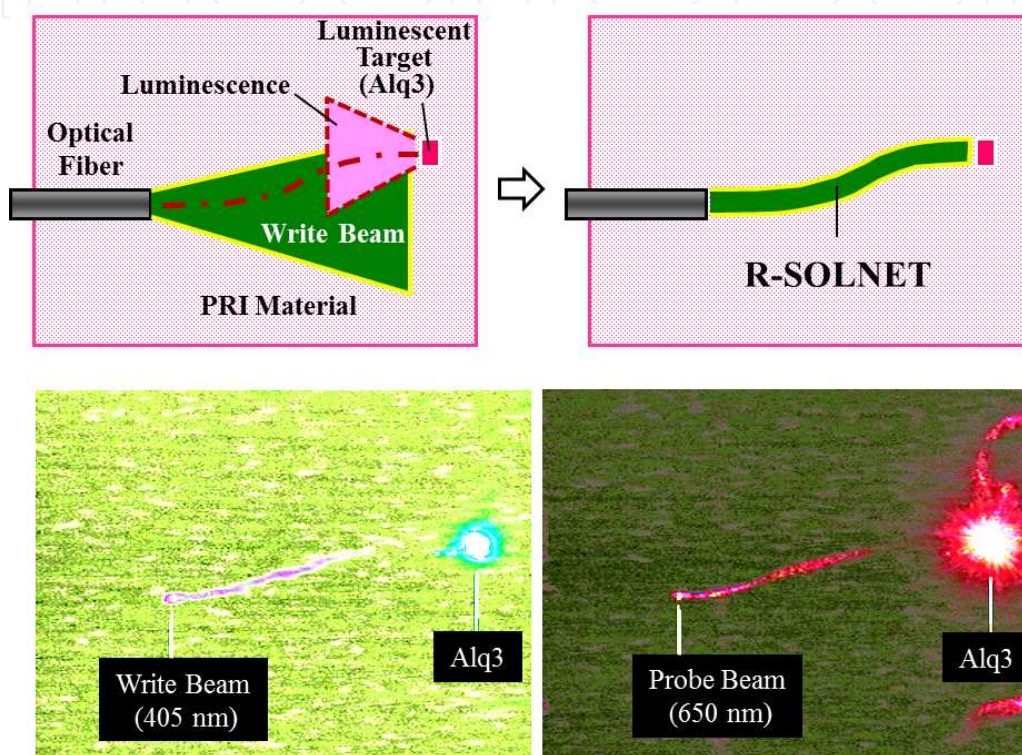 Luminescent
Target
(Alq3)
Luminescence
Optical
Fiber
Write Beam
PRI Material
R-SOLNET
Write Beam
(405 nm)
Alq3
Probe Beam
(650 nm)
Alq3